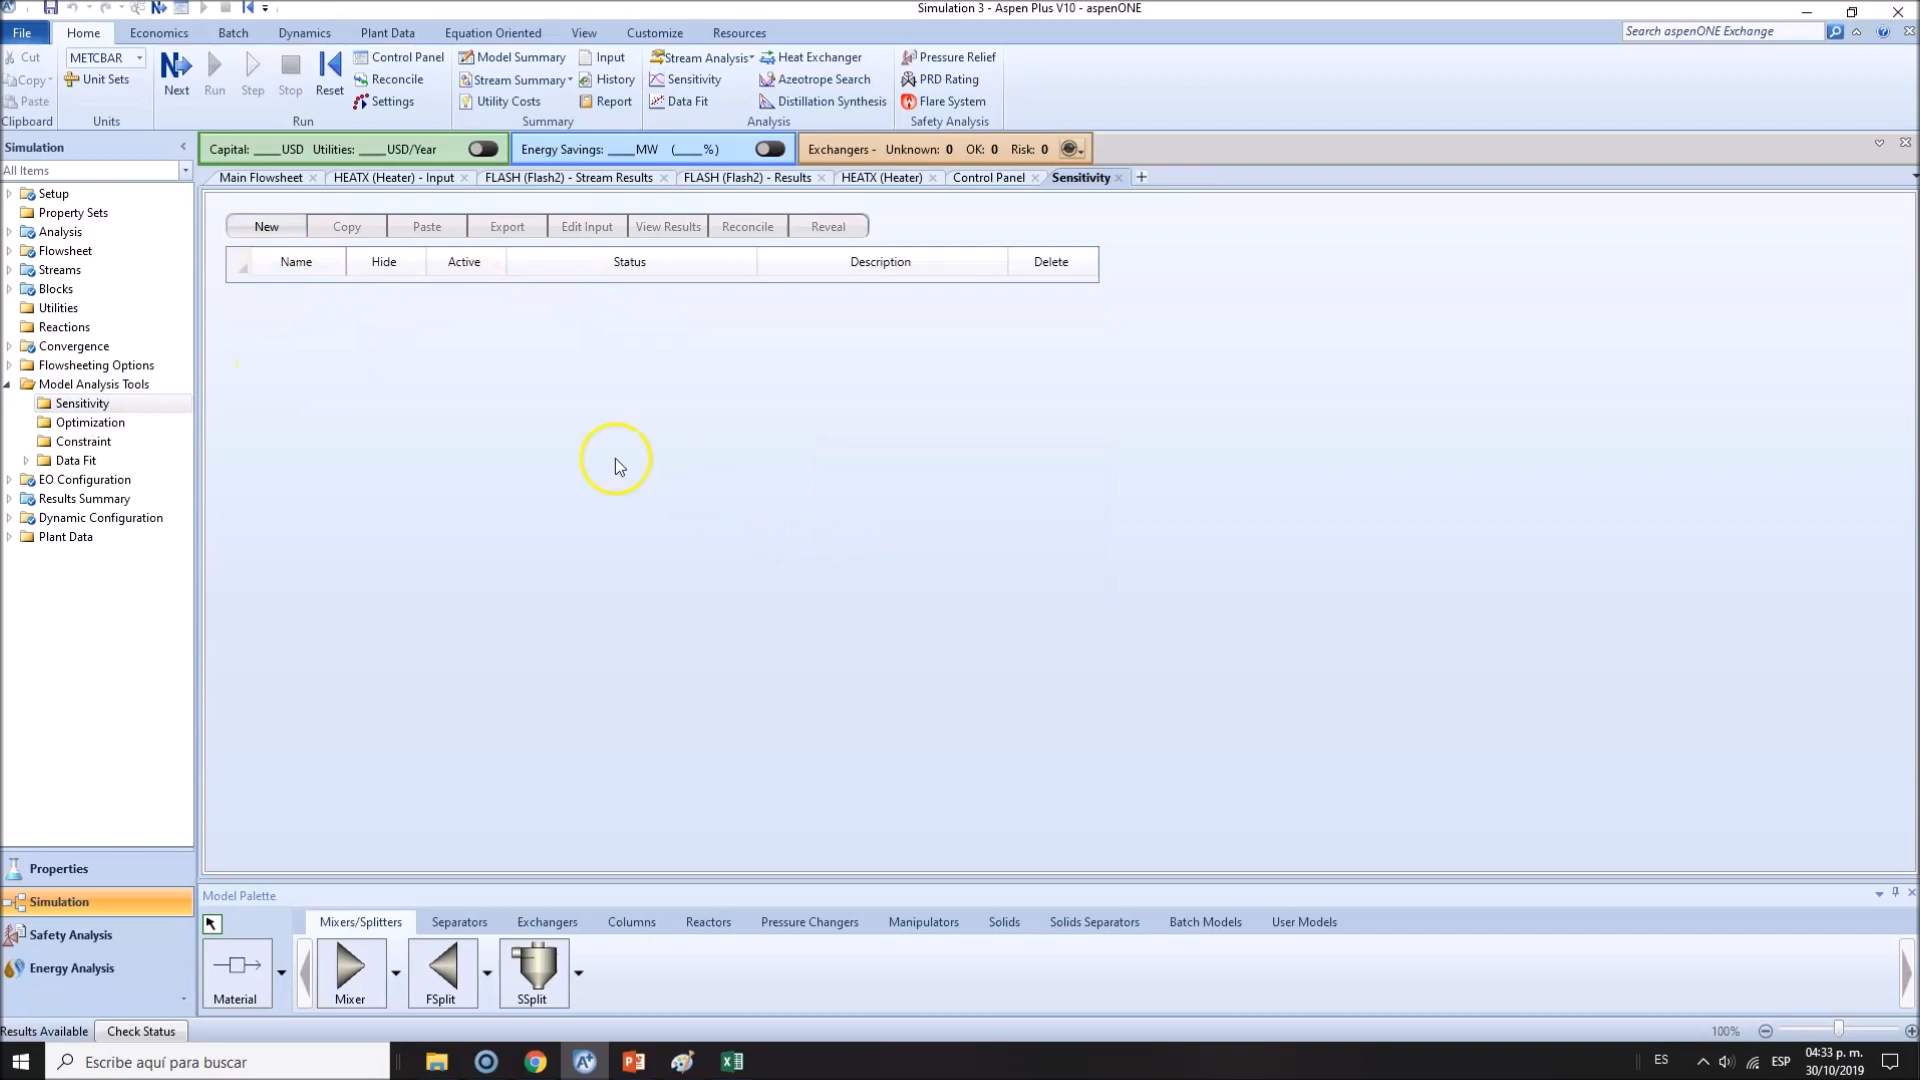 Simulation 3 - Aspen Plus V10 - aspenONE
File Home Economics Batch Dynamics Plant Data Equation Oriented View Customize Resources Search aspenONE Exchange
Cut METCBAR Control Panel Model Summary Input Stream Analysis Heat Exchanger Pressure Relief
Copy Unit Sets Next Run Step Stop Reset Reconcile Stream Summary History Sensitivity Azeotrope Search PRD Rating
Paste Settings Utility Costs Report Data Fit Distillation Synthesis Flare System
Clipboard Units Run Summary Analysis Safety Analysis
Simulation Capital: ____USD Utilities: ____USD/Year Energy Savings: ____MW (____%) Exchangers - Unknown: 0 OK: 0 Risk: 0
All Items Main Flowsheet HEATX (Heater) - Input FLASH (Flash2) - Stream Results FLASH (Flash2) - Results HEATX (Heater) Control Panel Sensitivity
Setup
Property Sets
Analysis
Flowsheet
Streams
Blocks
Utilities
Reactions
Convergence
Flowsheeting Options
Model Analysis Tools
Sensitivity
Optimization
Constraint
Data Fit
EO Configuration
Results Summary
Dynamic Configuration
Plant Data
New Copy Paste Export Edit Input View Results Reconcile Reveal
Name Hide Active Status Description Delete
Properties
Simulation
Safety Analysis
Energy Analysis
Model Palette
Mixers/Splitters Separators Exchangers Columns Reactors Pressure Changers Manipulators Solids Solids Separators Batch Models User Models
Material Mixer FSplit SSplit
Results Available Check Status 100%
Escribe aquí para buscar ES ESP 04:33 p. m.
30/10/2019